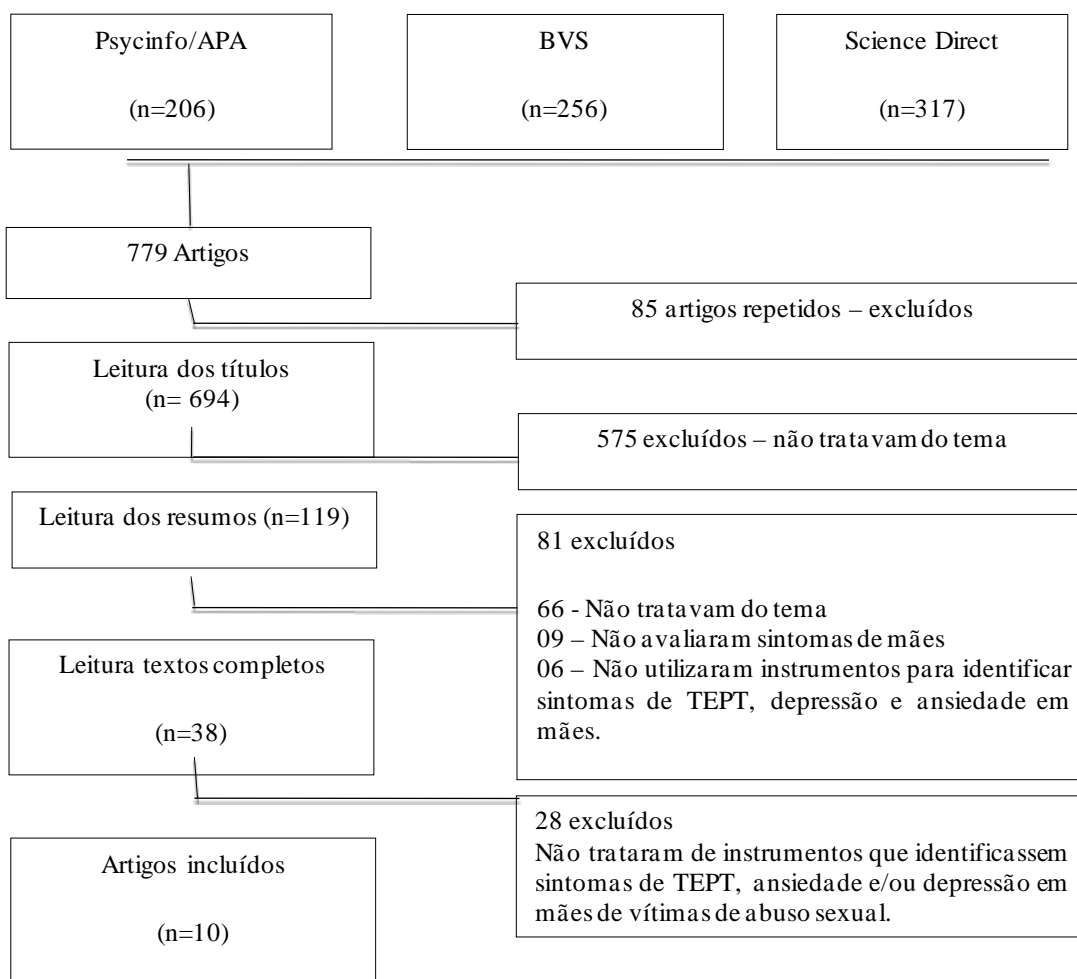 Psycinfo/APA
(n=206)
BVS
(n=256)
Science Direct
(n=317)
779 Artigos
85 artigos repetidos – excluídos
Leitura dos títulos
(n= 694)
575 excluídos – não tratavam do tema
Leitura dos resumos (n=119)
81 excluídos
66 - Não tratavam do tema
09 – Não avaliaram sintomas de mães
06 – Não utilizaram instrumentos para identificar
sintomas de TEPT, depressão e ansiedade em
mães.
Leitura textos completos
(n=38)
28 excluídos
Não trataram de instrumentos que identificassem
sintomas de TEPT, ansiedade e/ou depressão em
mães de vítimas de abuso sexual.
Artigos incluídos
(n=10)